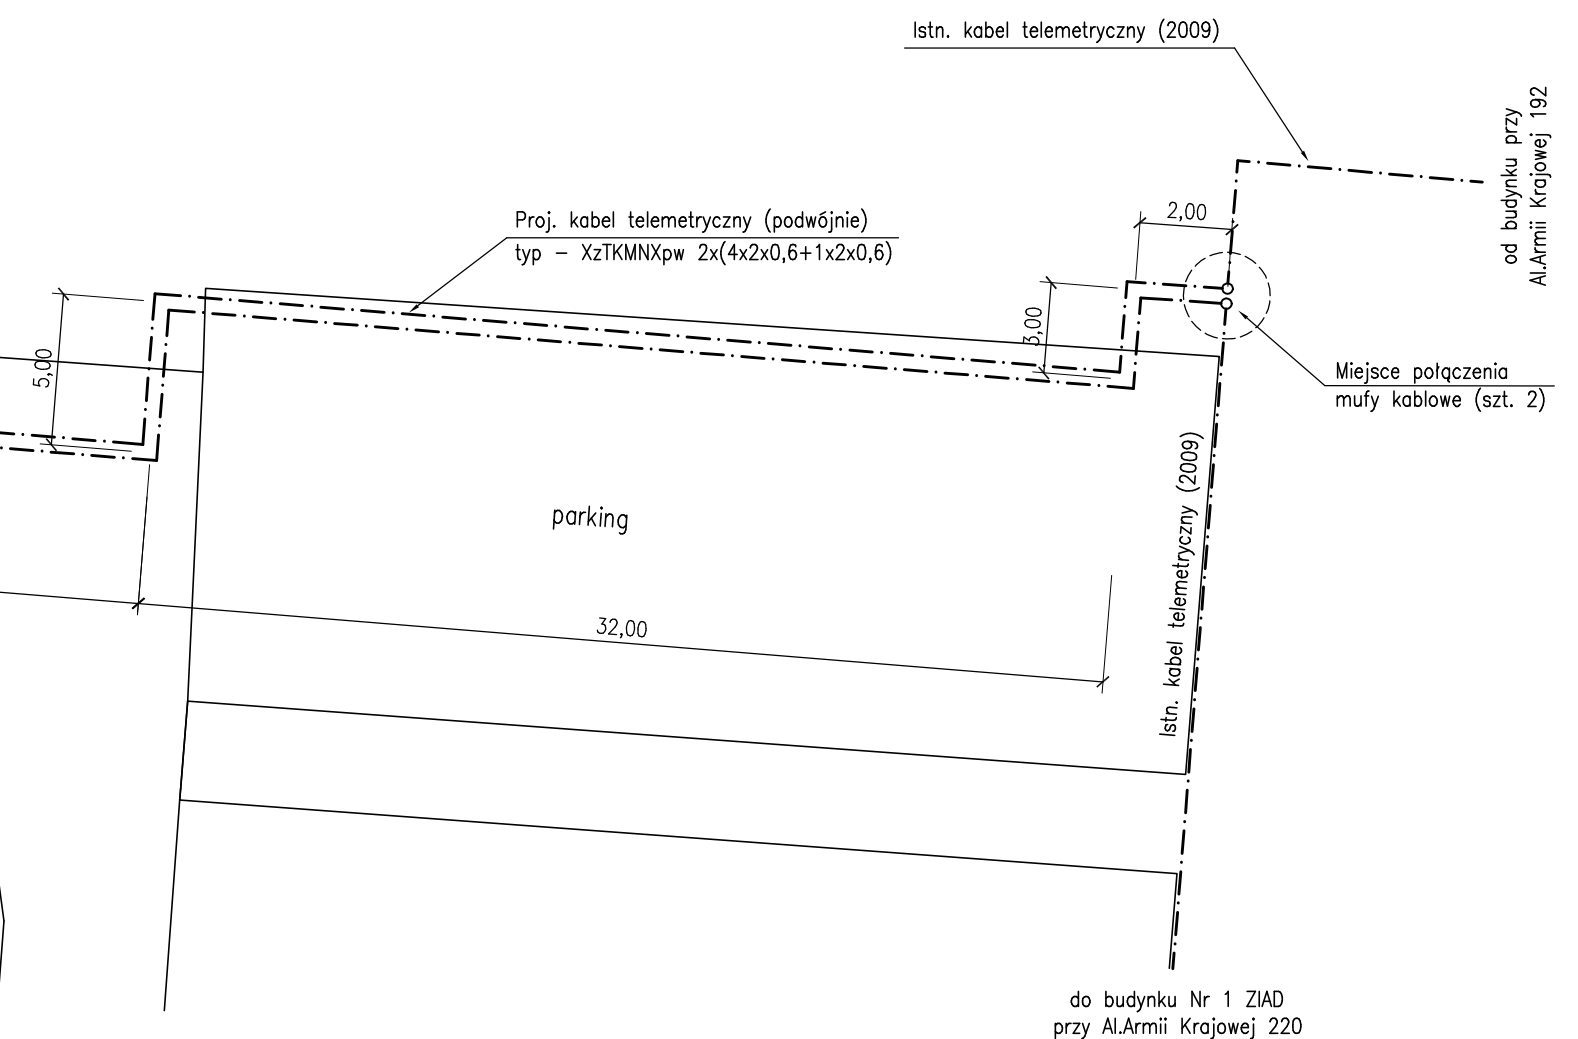 Istn. kabel telemetryczny (2009)
od budynku przy
Al.Armii Krajowej 192
2,00
Proj. kabel telemetryczny (podwójnie)
typ – XzTKMNXpw 2x(4x2x0,6+1x2x0,6)
3,00
5,00
Miejsce połączenia
mufy kablowe (szt. 2)
Istn. kabel telemetryczny (2009)
parking
32,00
do budynku Nr 1 ZIAD
przy Al.Armii Krajowej 220